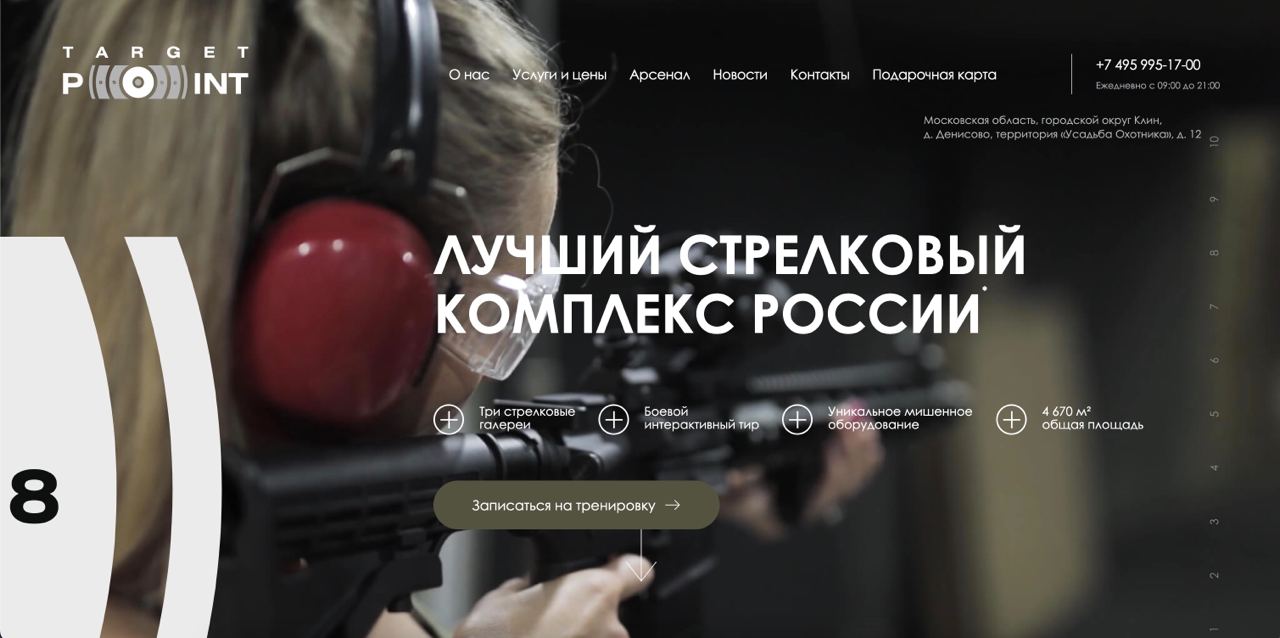 TARGET
POINT
О нас Услуги и цены Арсенал Новости Контакты Подарочная карта
+7 495 995-17-00
Ежедневно с 09:00 до 21:00
Московская область, городской округ Клин,
д. Денисово, территория «Усадьба Охотника», д. 12
ЛУЧШИЙ СТРЕЛКОВЫЙ
КОМПЛЕКС РОССИИ
Три стрелковые
галереи
Боевой
интерактивный тир
Уникальное мишенное
оборудование
4 670 м²
общая площадь
Записаться на тренировку
8
10
9
8
7
6
5
4
3
2
1